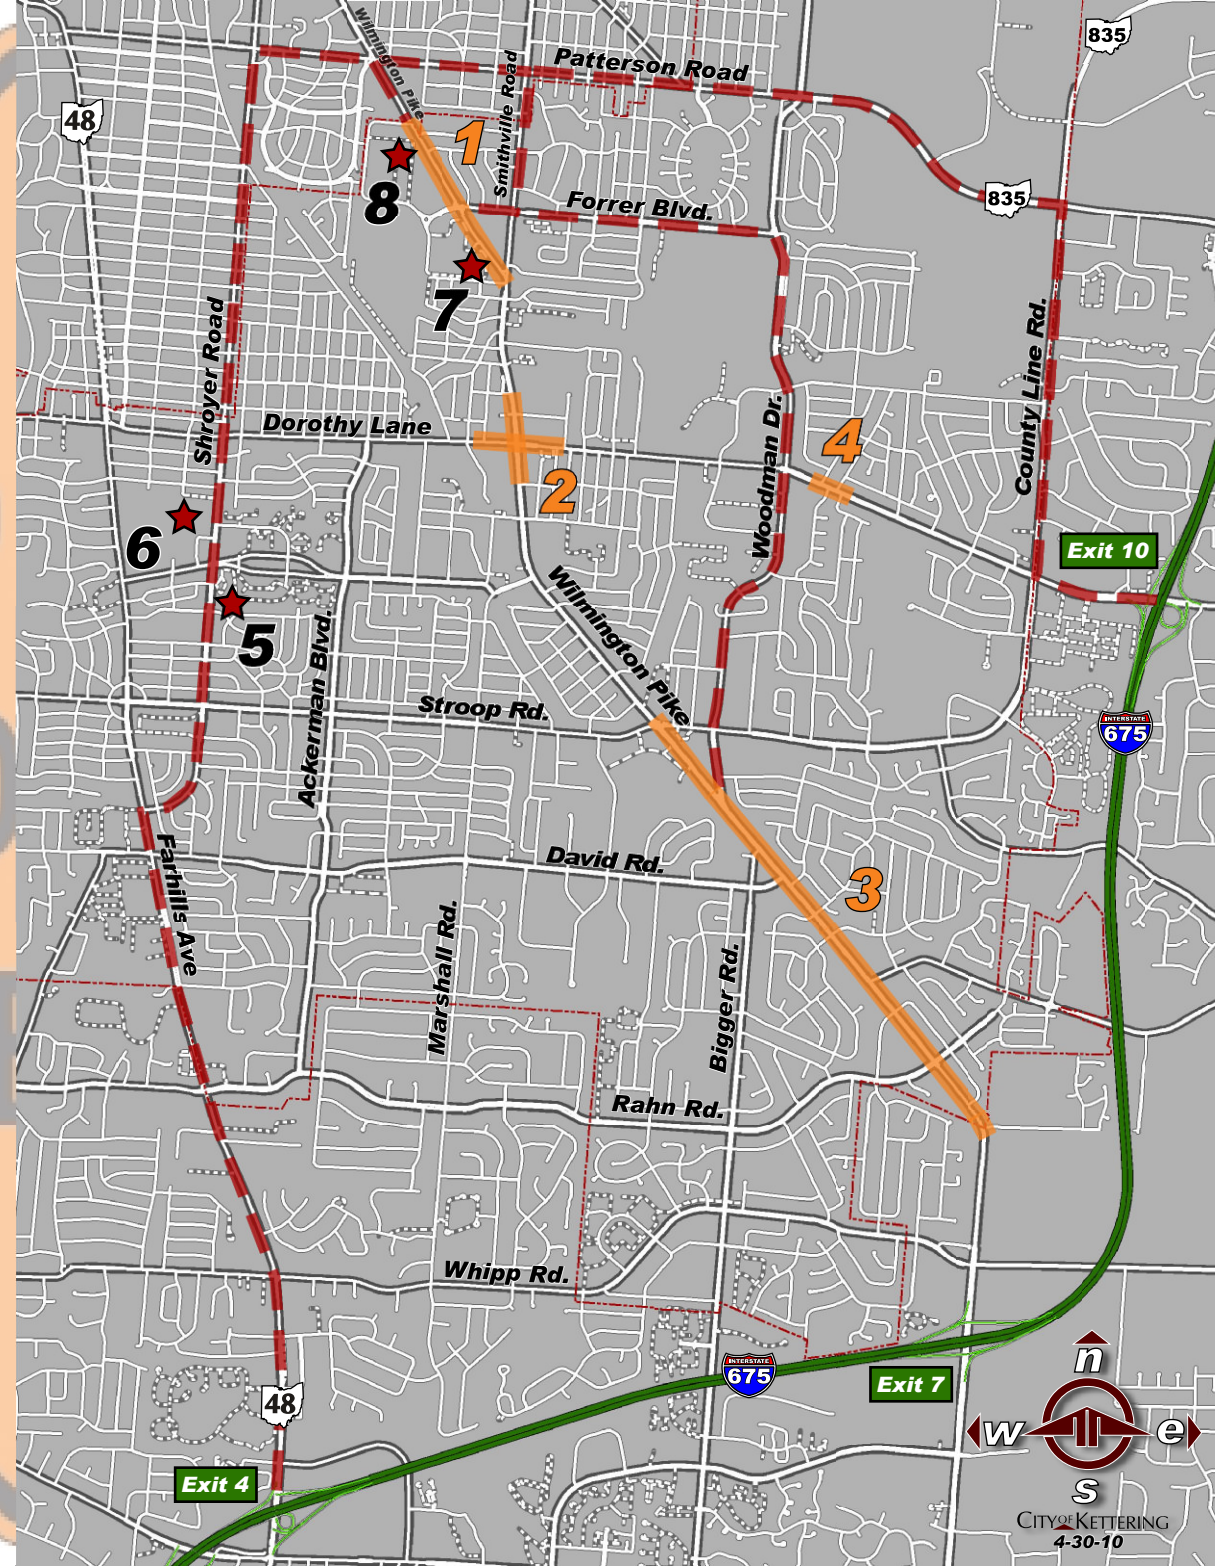 Wilmington Pike
835
Patterson Road
Smithville Road
48
1
8
835
Forrer Blvd.
7
Shroyer Road
County Line Rd.
Dorothy Lane
Woodman Dr.
4
2
6
Exit 10
Wilmington Pike
5
Ackerman Blvd.
Stroop Rd.
INTERSTATE
675
Farhills Ave
David Rd.
3
Marshall Rd.
Bigger Rd.
Rahn Rd.
Whipp Rd.
INTERSTATE
675
Exit 7
48
Exit 4
n
w
e
s
CITY OF KETTERING
4-30-10